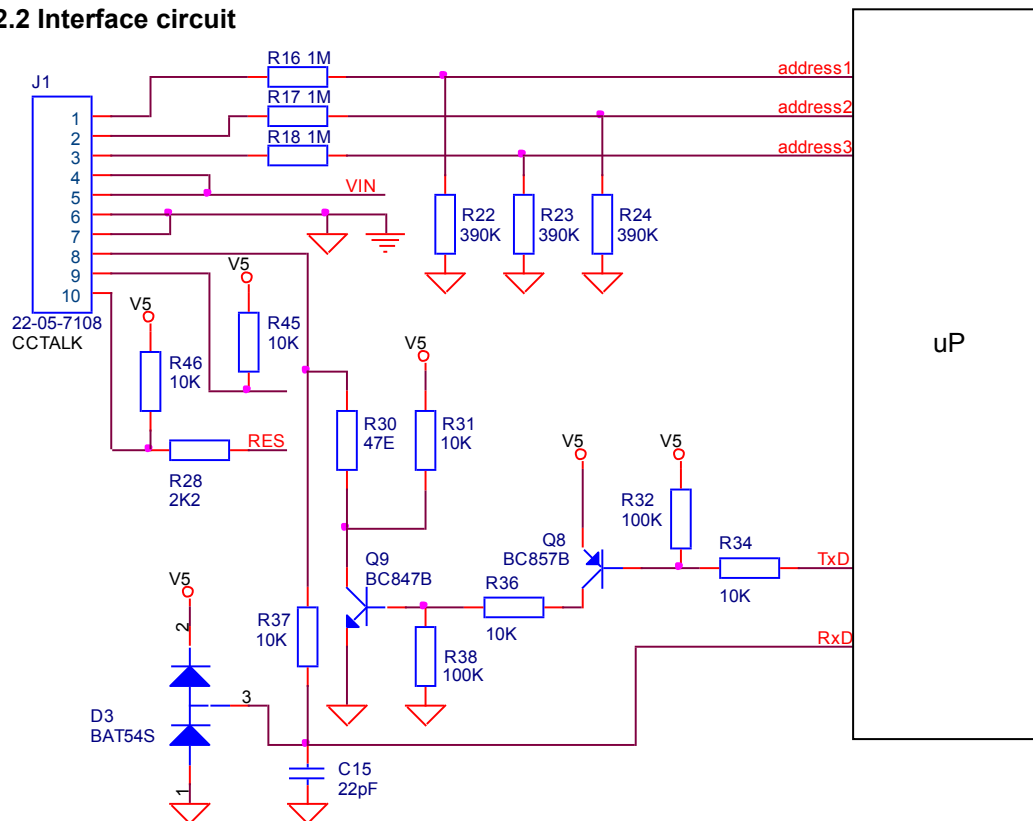 2.2 Interface circuit
J1
1
2
3
4
5
6
7
8
9
10
22-05-7108
CCTALK
R16 1M
R17 1M
R18 1M
address1
address2
address3
VIN
R22
390K
R23
390K
R24
390K
uP
V5
R45
10K
V5
R46
10K
RES
R28
2K2
R30
47E
V5
R31
10K
V5
Q8
BC857B
V5
R32
100K
R34
10K
TxD
RxD
Q9
BC847B
R36
10K
R38
100K
R37
10K
V5
2
3
1
D3
BAT54S
C15
22pF